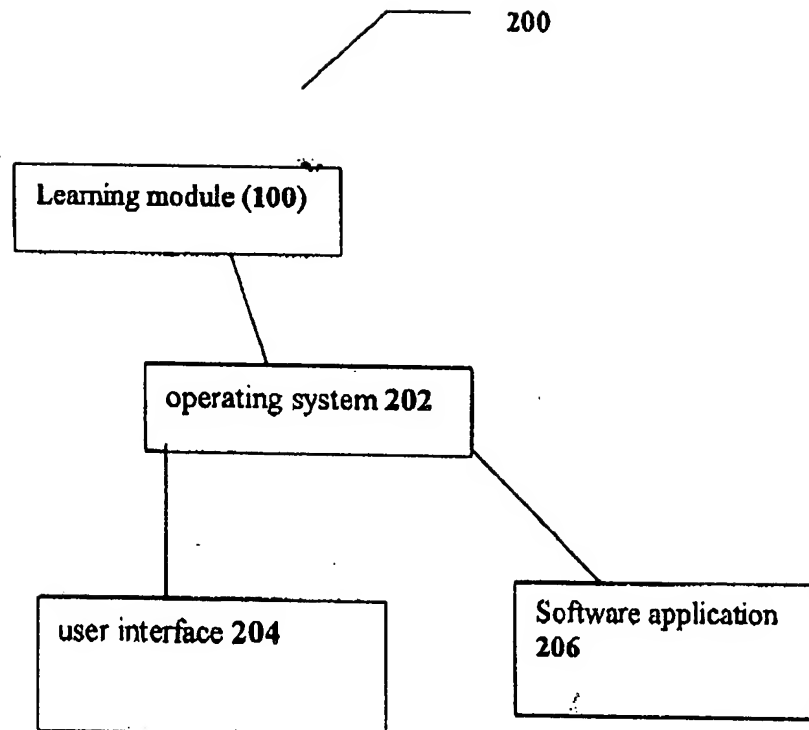 200
Learning module (100)
operating system 202
user interface 204
Software application
206